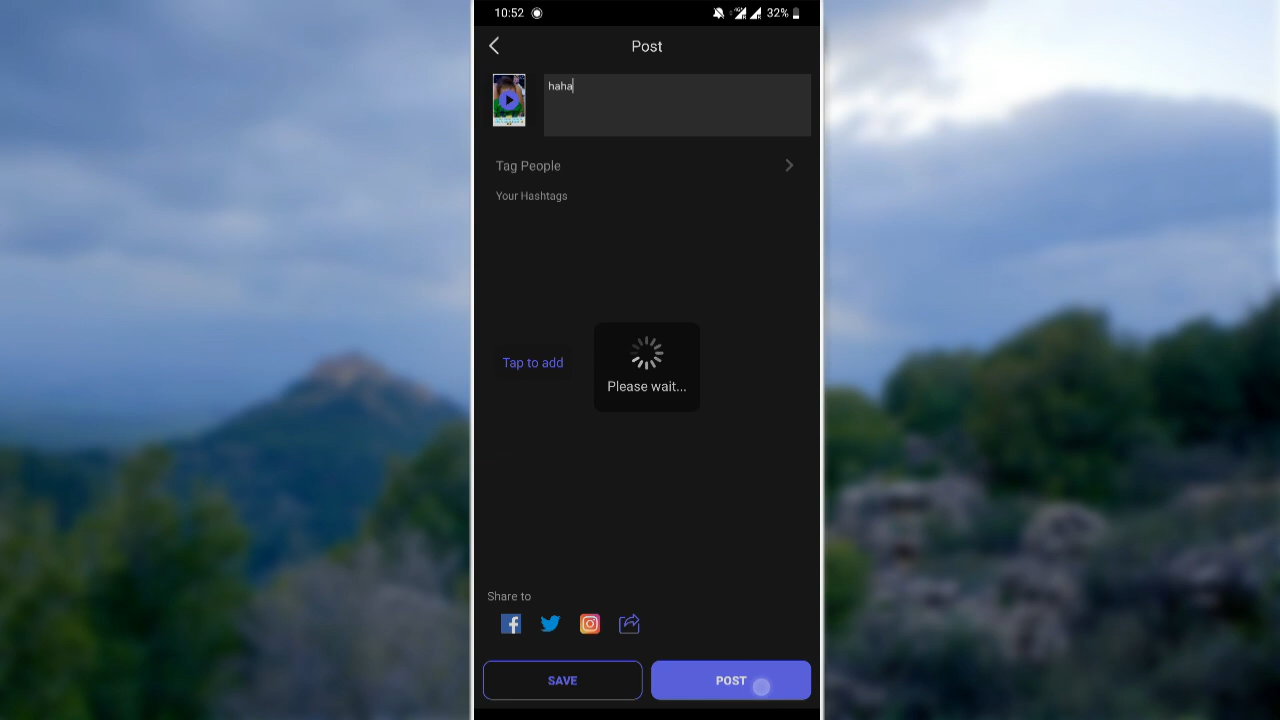 10:52
32%
Post
haha
Tag People
Your Hashtags
Tap to add
Please wait...
Share to
SAVE
POST